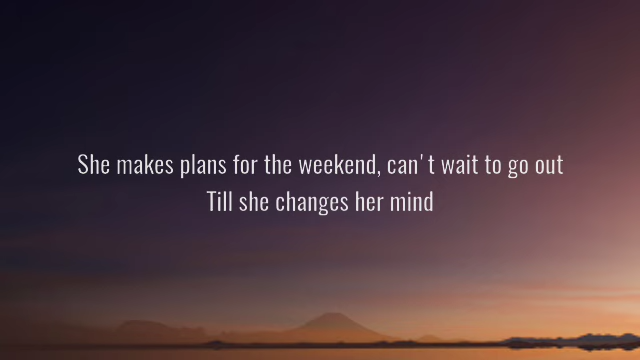 She makes plans for the weekend, can't wait to go out
Till she changes her mind